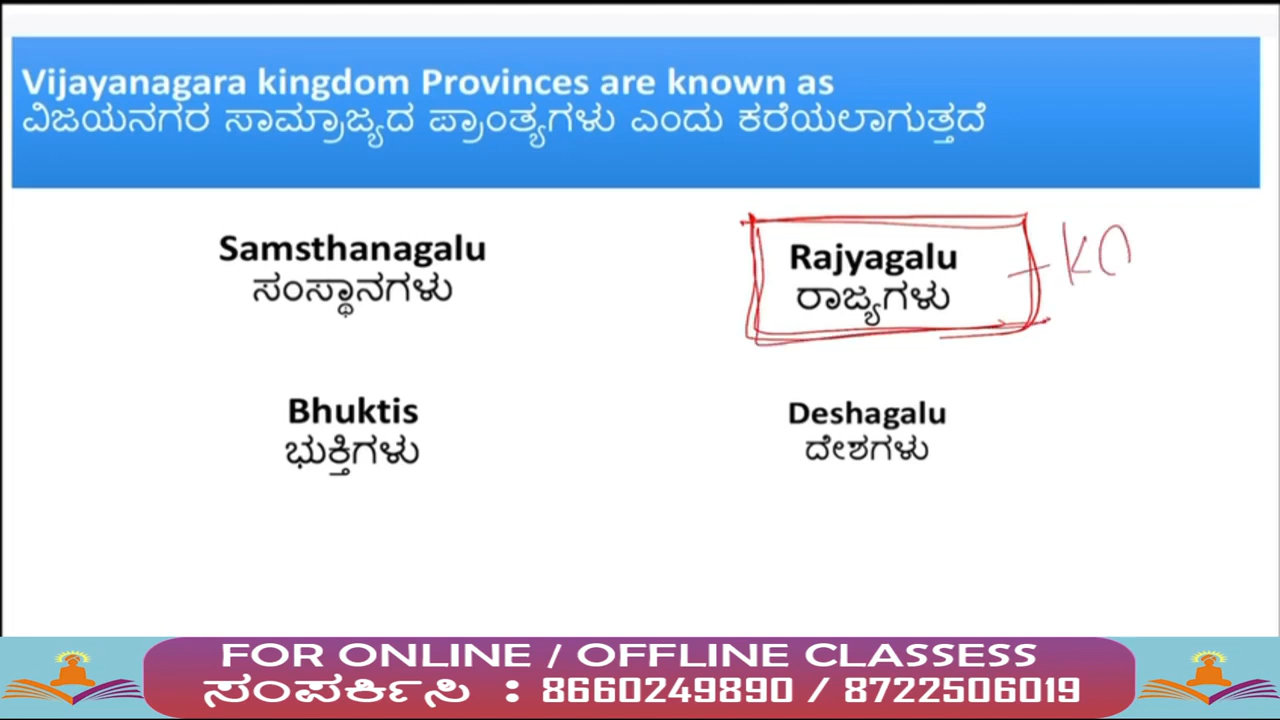 Vijayanagara kingdom Provinces are known as
ವಿಜಯನಗರ ಸಾಮ್ರಾಜ್ಯದ ಪ್ರಾಂತ್ಯಗಳು ಎಂದು ಕರೆಯಲಾಗುತ್ತದೆ
Samsthanagalu
ಸಂಸ್ಥಾನಗಳು
Rajyagalu
ರಾಜ್ಯಗಳು
Bhuktis
ಭುಕ್ತಿಗಳು
Deshagalu
ದೇಶಗಳು
FOR ONLINE / OFFLINE CLASSESS
ಸಂಪರ್ಕಿಸಿ : 8660249890 / 8722506019